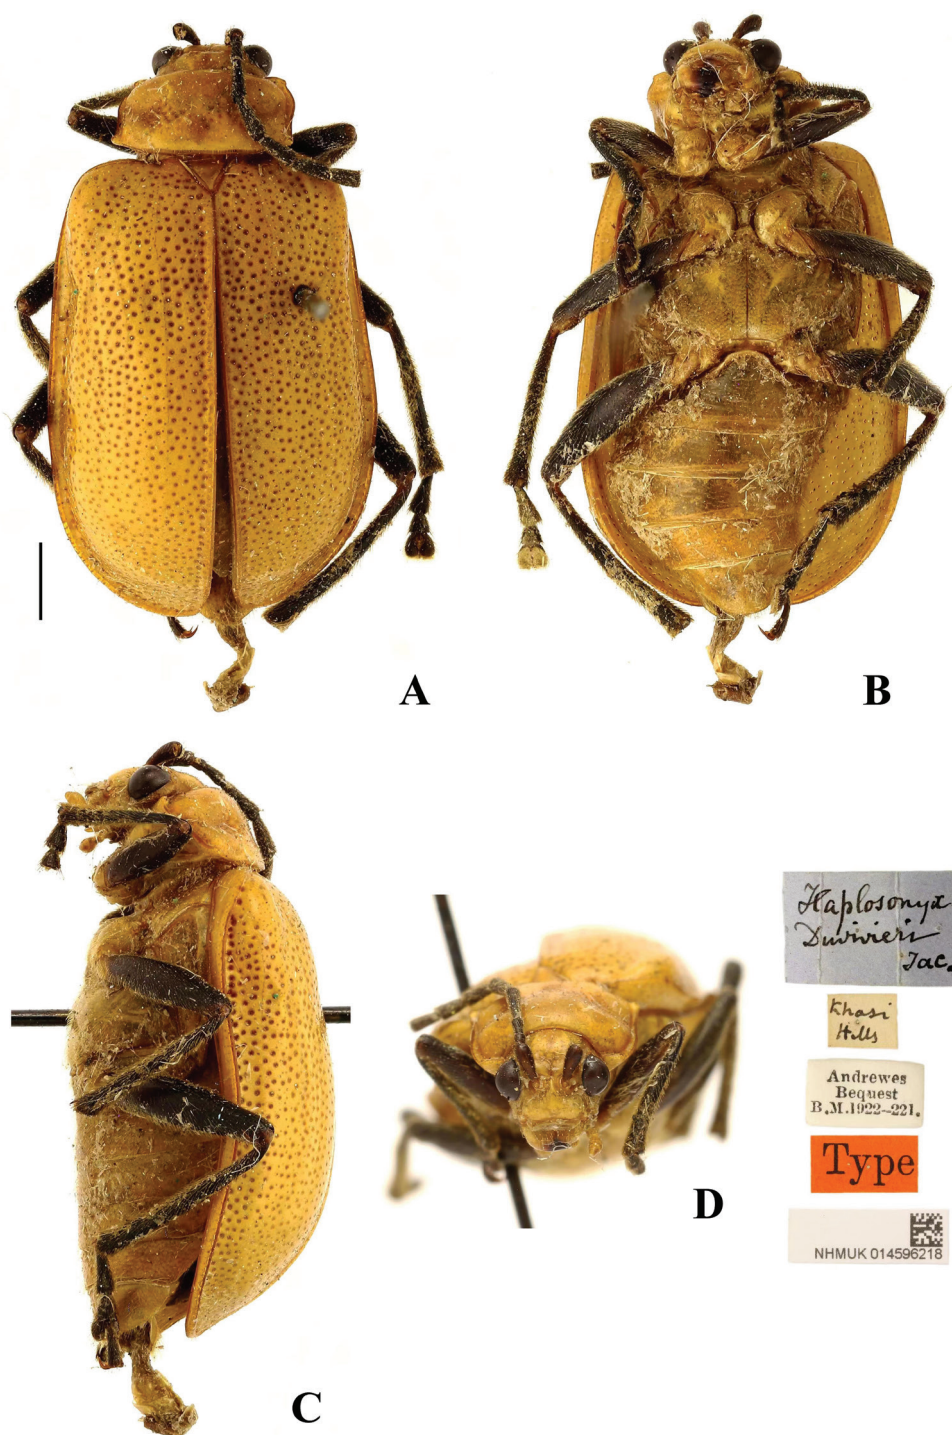 A
B
C
D
Haplosonyx
Duvivieri
Jac.
Khasi
Hills
Andrewes
Bequest
B.M.1922–221.
Type
NHMUK 014596218